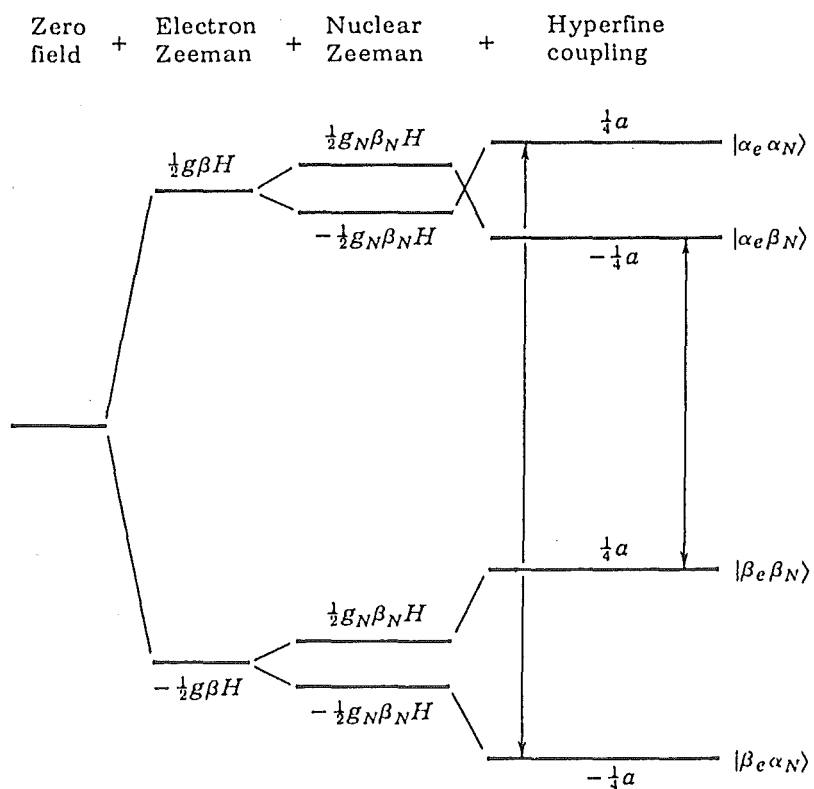 Zero + Electron + Nuclear + Hyperfine
field Zeeman Zeeman coupling
½gβH
½g_Nβ_NH
−½g_Nβ_NH
¼a
|α_e α_N⟩
−¼a
|α_e β_N⟩
−½gβH
½g_Nβ_NH
−½g_Nβ_NH
¼a
|β_e β_N⟩
−¼a
|β_e α_N⟩